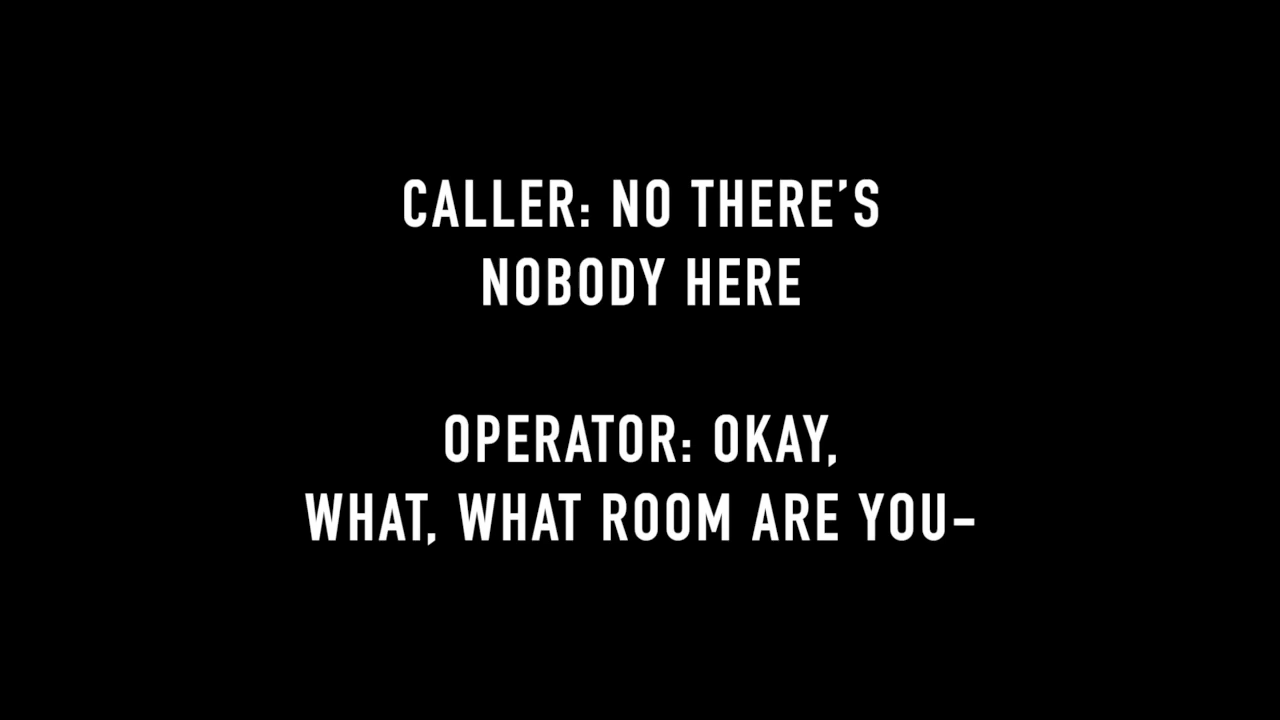 CALLER: NO THERE’S
NOBODY HERE
OPERATOR: OKAY,
WHAT, WHAT ROOM ARE YOU-